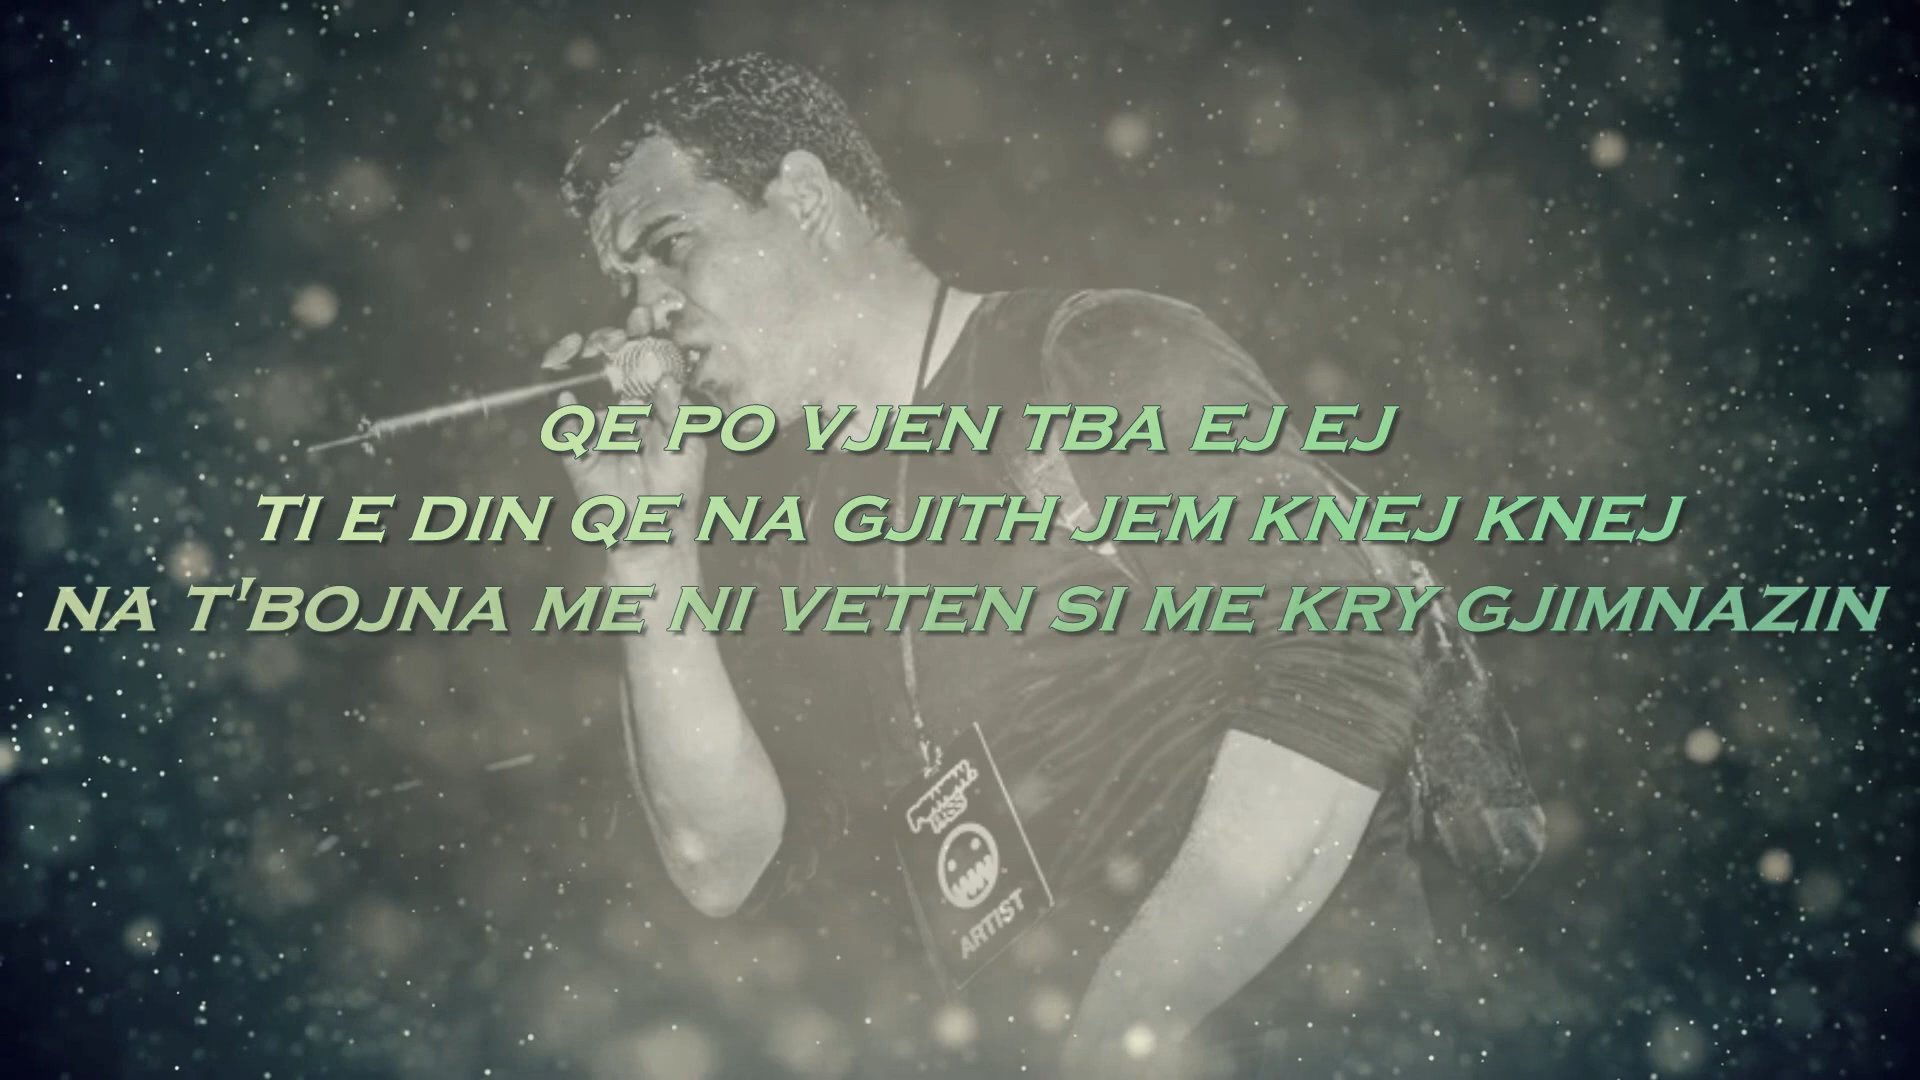 QE PO VJEN TBA EJ EJ
TI E DIN QE NA GJITH JEM KNEJ KNEJ
NA T'BOJNA ME NI VETEN SI ME KRY GJIMNAZIN
ARTIST